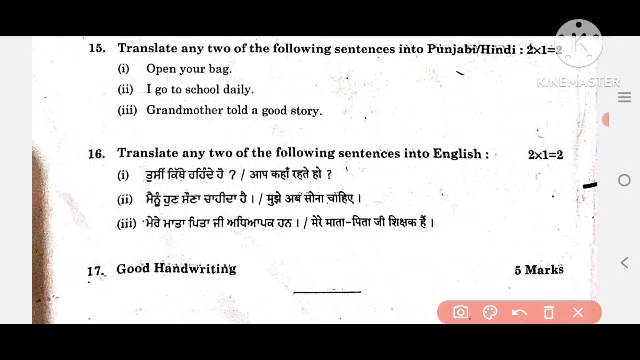 15. Translate any two of the following sentences into Punjabi/Hindi : 2×1=2
KINEMASTER
(i) Open your bag.
(ii) I go to school daily.
(iii) Grandmother told a good story.
16. Translate any two of the following sentences into English : 2×1=2
(i) ਤੁਸੀਂ ਕਿੱਥੇ ਰਹਿੰਦੇ ਹੋ ? / आप कहाँ रहते हो ?
(ii) ਮੈਨੂੰ ਹੁਣ ਸੌਣਾ ਚਾਹੀਦਾ ਹੈ। / मुझे अब सोना चाहिए ।
(iii) ਮੇਰੇ ਮਾਤਾ ਪਿਤਾ ਜੀ ਅਧਿਆਪਕ ਹਨ । / मेरे माता-पिता जी शिक्षक हैं ।
17. Good Handwriting 5 Marks